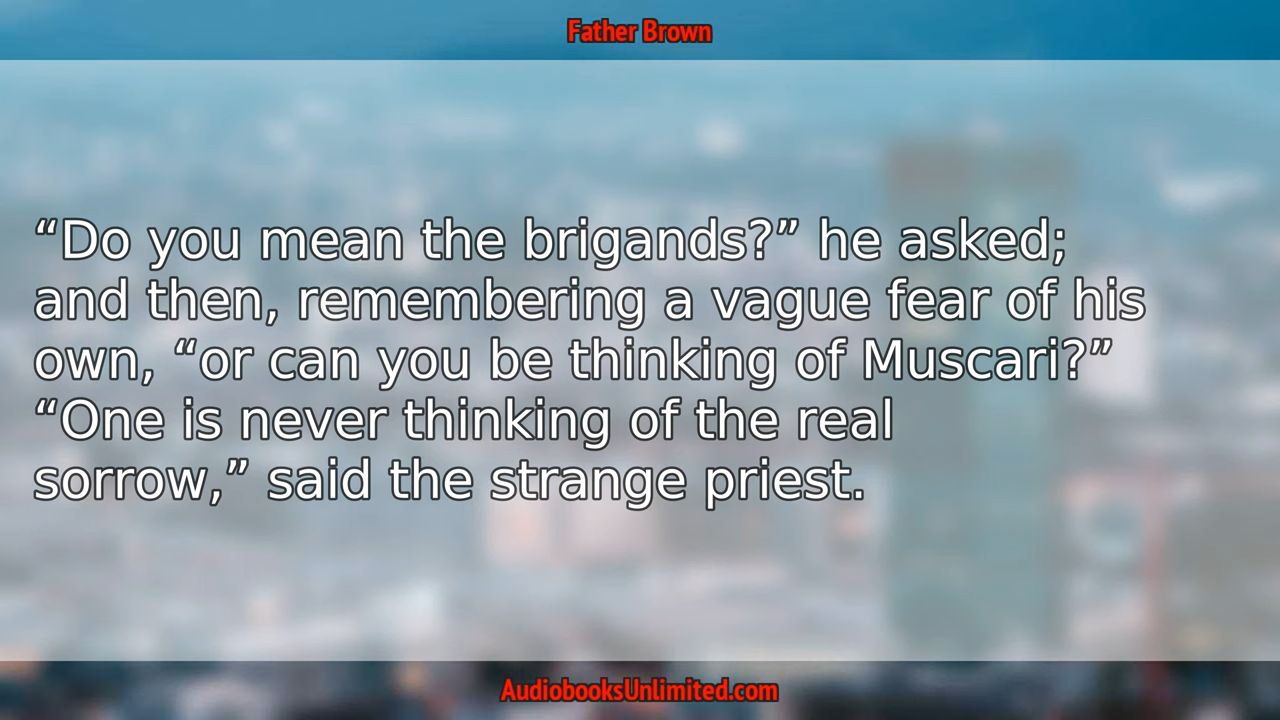 Father Brown
“Do you mean the brigands?” he asked;
and then, remembering a vague fear of his
own, “or can you be thinking of Muscari?”
“One is never thinking of the real
sorrow,” said the strange priest.
AudiobooksUnlimited.com